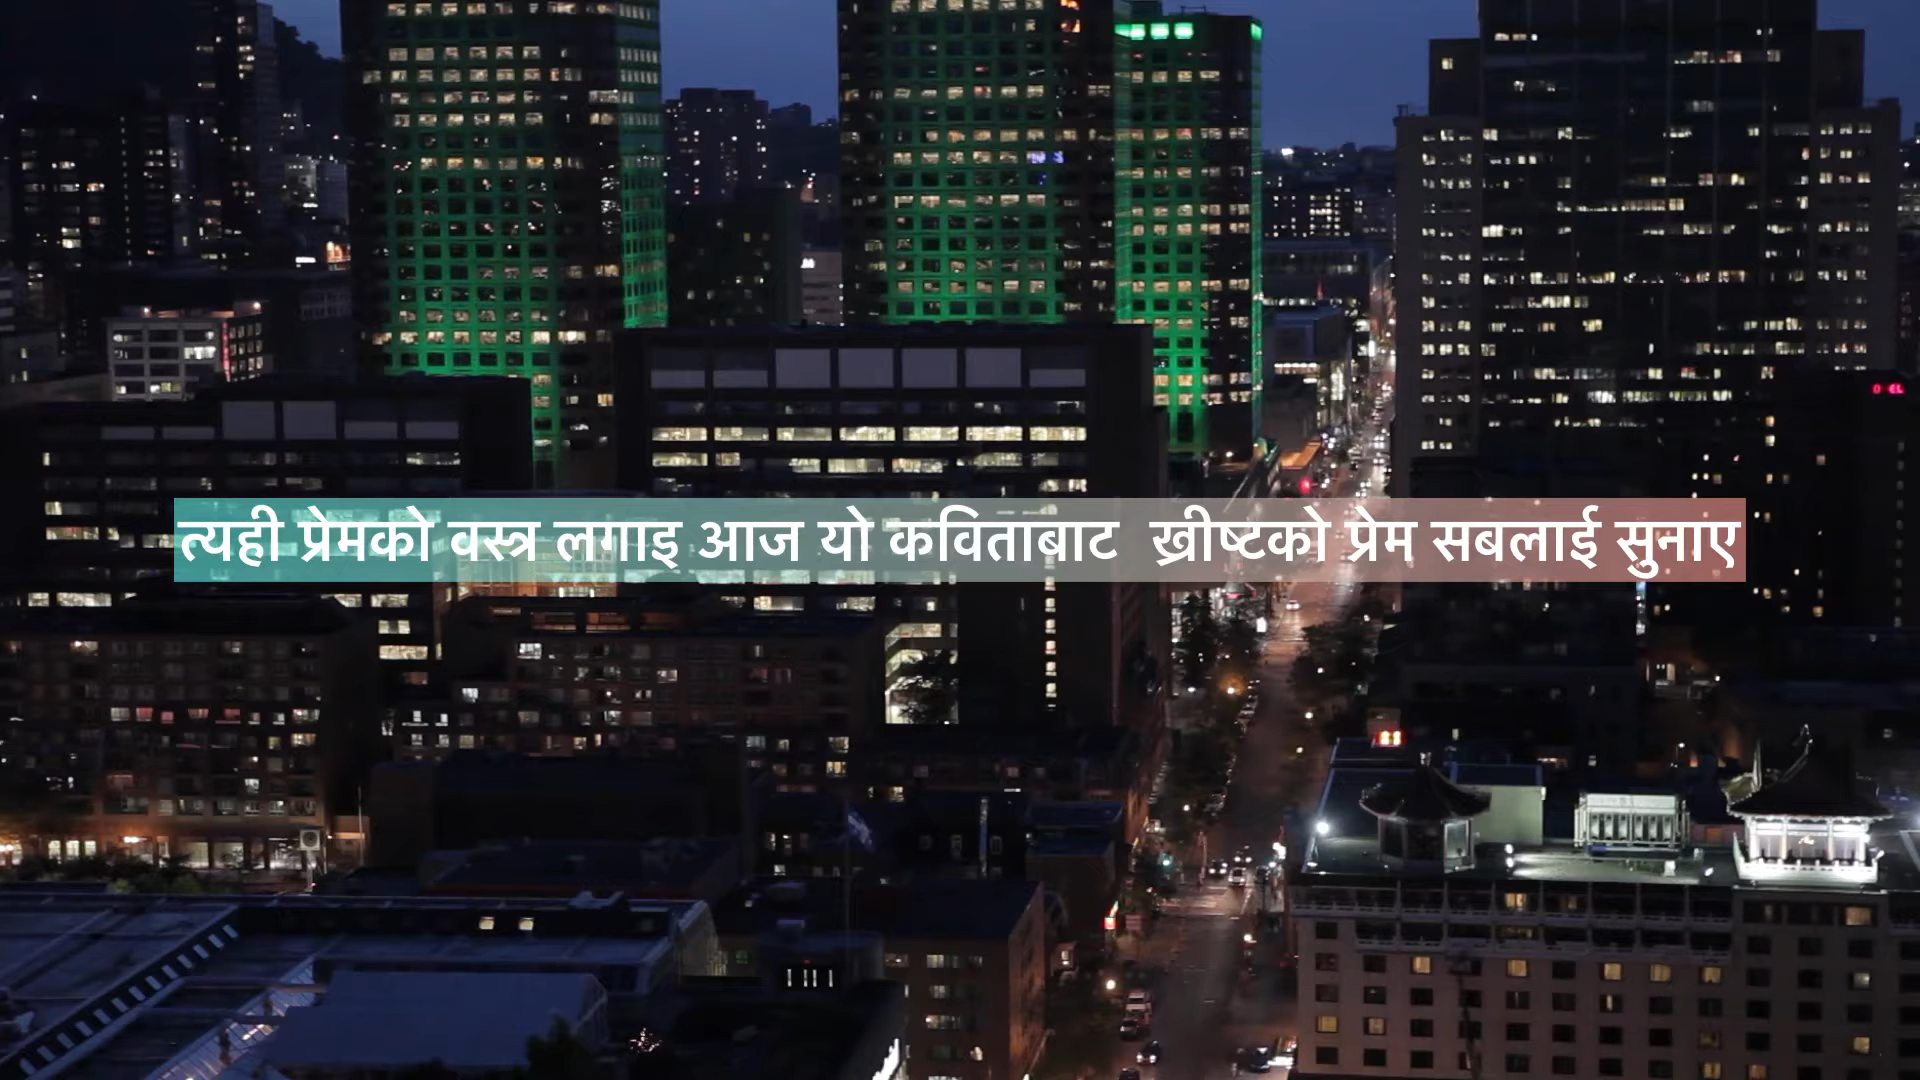 त्यही प्रेमको वस्त्र लगाइ आज यो कविताबाट  ख्रीष्टको प्रेम सबलाई सुनाए